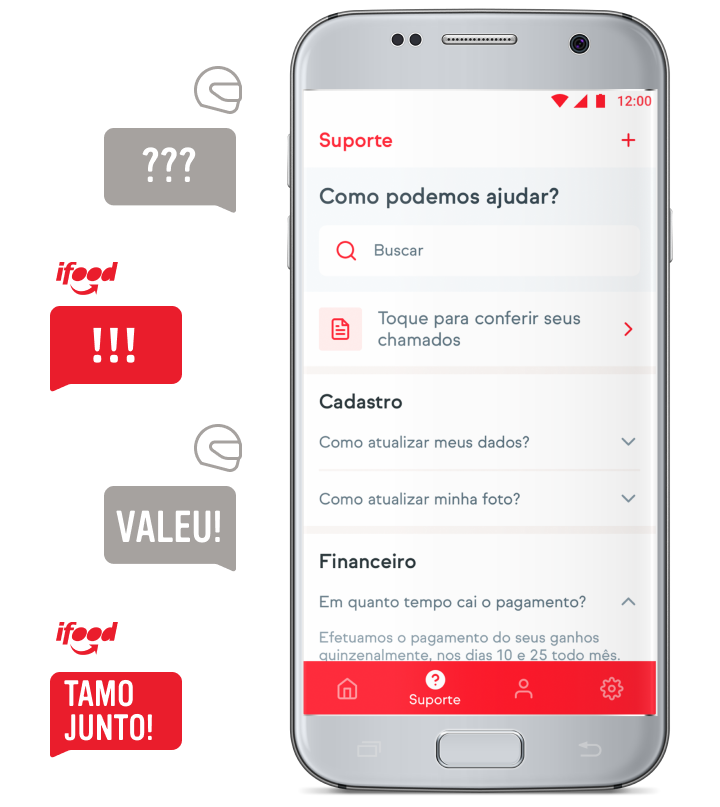 ???
ifood
!!!
VALEU!
ifood
TAMO
JUNTO!
12:00
Suporte
Como podemos ajudar?
Buscar
Toque para conferir seus
chamados
Cadastro
Como atualizar meus dados?
Como atualizar minha foto?
Financeiro
Em quanto tempo cai o pagamento?
Efetuamos o pagamento do seus ganhos
quinzenalmente, nos dias 10 e 25 todo mês.
Suporte